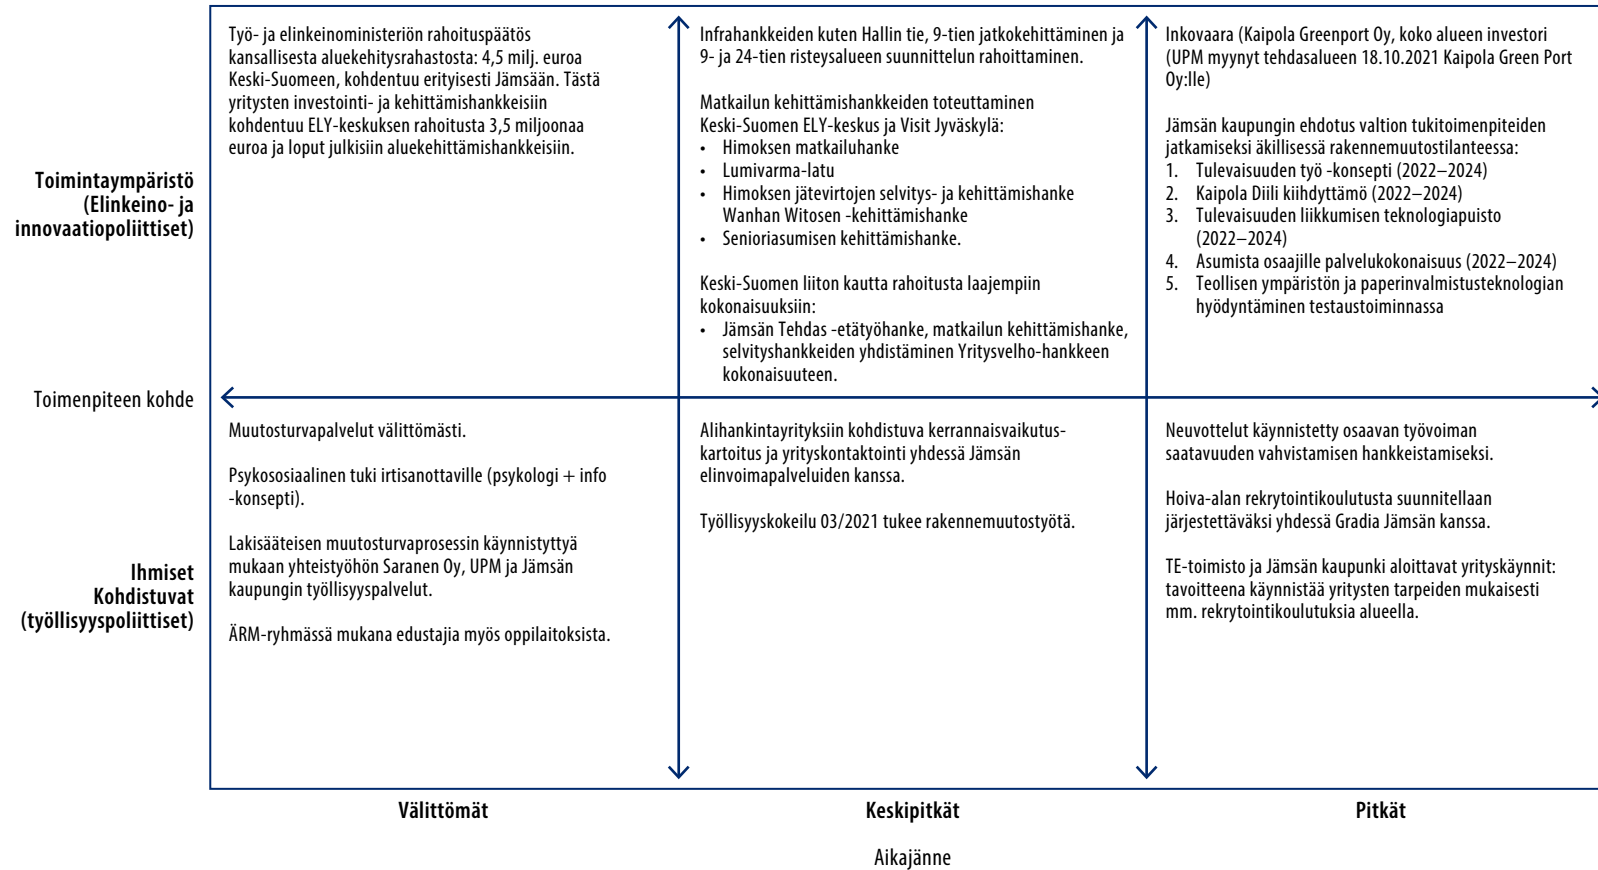 Toimintaympäristö
(Elinkeino- ja
innovaatiopoliittiset)
Työ- ja elinkeinoministeriön rahoituspäätös
kansallisesta aluekehitysrahastosta: 4,5 milj. euroa
Keski-Suomeen, kohdentuu erityisesti Jämsään. Tästä
yritysten investointi- ja kehittämishankkeisiin
kohdentuu ELY-keskuksen rahoitusta 3,5 miljoonaa
euroa ja loput julkisiin aluekehittämishankkeisiin.
Infrahankkeiden kuten Hallin tie, 9-tien jatkokehittäminen ja
9- ja 24-tien risteysalueen suunnittelun rahoittaminen.
Matkailun kehittämishankkeiden toteuttaminen
Keski-Suomen ELY-keskus ja Visit Jyväskylä:
• Himoksen matkailuhanke
• Lumivarma-latu
• Himoksen jätevirtojen selvitys- ja kehittämishanke
Wanhan Witosen -kehittämishanke
• Senioriasumisen kehittämishanke.
Keski-Suomen liiton kautta rahoitusta laajempiin
kokonaisuuksiin:
• Jämsän Tehdas -etätyöhanke, matkailun kehittämishanke,
selvityshankkeiden yhdistäminen Yritysvelho-hankkeen
kokonaisuuteen.
Inkovaara (Kaipola Greenport Oy, koko alueen investori
(UPM myynyt tehdasalueen 18.10.2021 Kaipola Green Port
Oy:lle)
Jämsän kaupungin ehdotus valtion tukitoimenpiteiden
jatkamiseksi äkillisessä rakennemuutostilanteessa:
1. Tulevaisuuden työ -konsepti (2022–2024)
2. Kaipola Diili kiihdyttämö (2022–2024)
3. Tulevaisuuden liikkumisen teknologiapuisto
(2022–2024)
4. Asumista osaajille palvelukokonaisuus (2022–2024)
5. Teollisen ympäristön ja paperinvalmistusteknologian
hyödyntäminen testaustoiminnassa
Toimenpiteen kohde
Ihmiset
Kohdistuvat
(työllisyyspoliittiset)
Muutosturvapalvelut välittömästi.
Psykososiaalinen tuki irtisanottaville (psykologi + info
-konsepti).
Lakisääteisen muutosturvaprosessin käynnistyttyä
mukaan yhteistyöhön Saranen Oy, UPM ja Jämsän
kaupungin työllisyyspalvelut.
ÄRM-ryhmässä mukana edustajia myös oppilaitoksista.
Alihankintayrityksiin kohdistuva kerrannaisvaikutus-
kartoitus ja yrityskontaktointi yhdessä Jämsän
elinvoimapalveluiden kanssa.
Työllisyyskokeilu 03/2021 tukee rakennemuutostyötä.
Neuvottelut käynnistetty osaavan työvoiman
saatavuuden vahvistamisen hankkeistamiseksi.
Hoiva-alan rekrytointikoulutusta suunnitellaan
järjestettäväksi yhdessä Gradia Jämsän kanssa.
TE-toimisto ja Jämsän kaupunki aloittavat yrityskäynnit:
tavoitteena käynnistää yritysten tarpeiden mukaisesti
mm. rekrytointikoulutuksia alueella.
Välittömät
Keskipitkät
Pitkät
Aikajänne